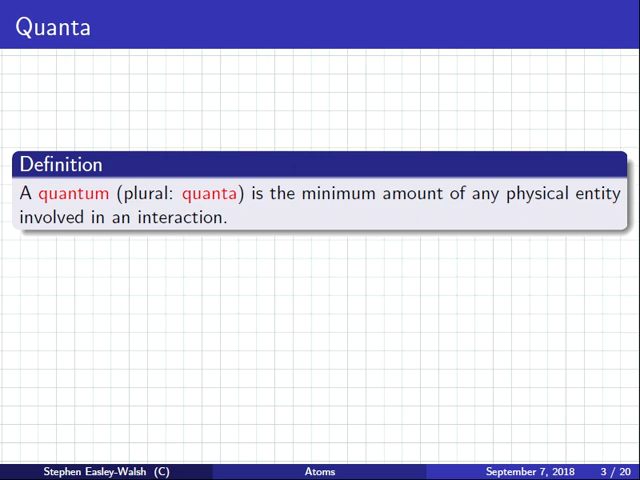 Quanta
Definition
A quantum (plural: quanta) is the minimum amount of any physical entity
involved in an interaction.
Stephen Easley-Walsh (C) Atoms September 7, 2018 3 / 20